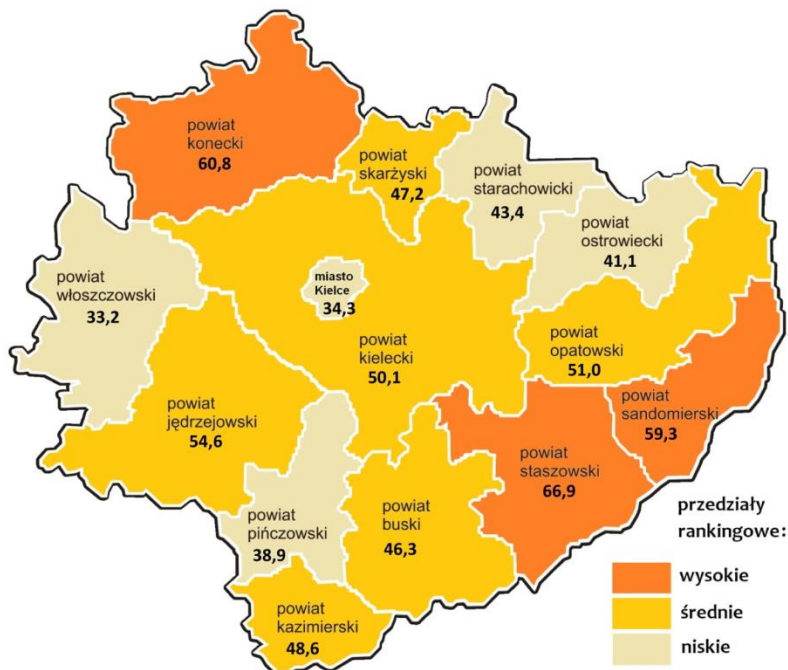 powiat
konecki
60,8
powiat
skarżyski
47,2
powiat
starachowicki
43,4
powiat
ostrowiecki
41,1
powiat
włoszczowski
33,2
miasto
Kielce
34,3
powiat
kielecki
50,1
powiat
opatowski
51,0
powiat
jędrzejowski
54,6
powiat
sandomierski
59,3
powiat
staszowski
66,9
powiat
pińczowski
38,9
powiat
buski
46,3
powiat
kazimierski
48,6
przedziały
rankingowe:
wysokie
średnie
niskie